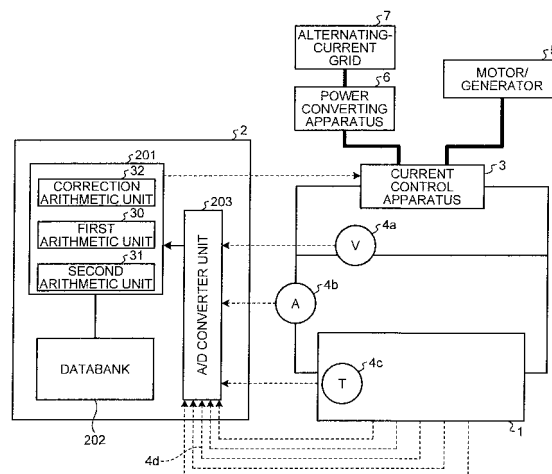 7
ALTERNATING-
CURRENT
GRID
6
POWER
CONVERTING
APPARATUS
5
MOTOR/
GENERATOR
2
201
32
CORRECTION
ARITHMETIC UNIT
30
FIRST
ARITHMETIC UNIT
31
SECOND
ARITHMETIC UNIT
203
A/D CONVERTER UNIT
3
CURRENT
CONTROL
APPARATUS
4a
V
4b
A
4c
T
DATABANK
202
4d
1